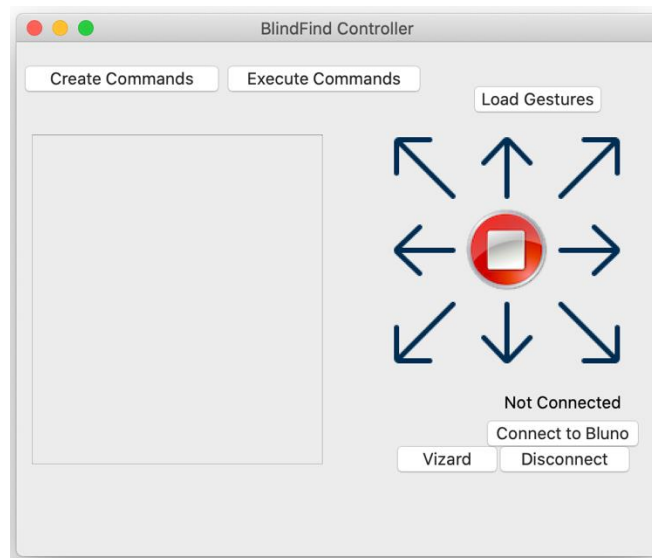 BlindFind Controller
Create Commands
Execute Commands
Load Gestures
Not Connected
Connect to Bluno
Vizard
Disconnect